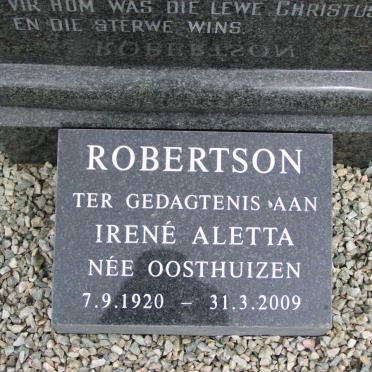 VIR HOM WAS DIE LEWE CHRISTUS
EN DIE STERWE WINS.
ROBERTSON
ROBERTSON
TER GEDAGTENIS AAN
IRENÉ ALETTA
NÉE OOSTHUIZEN
7.9.1920 – 31.3.2009